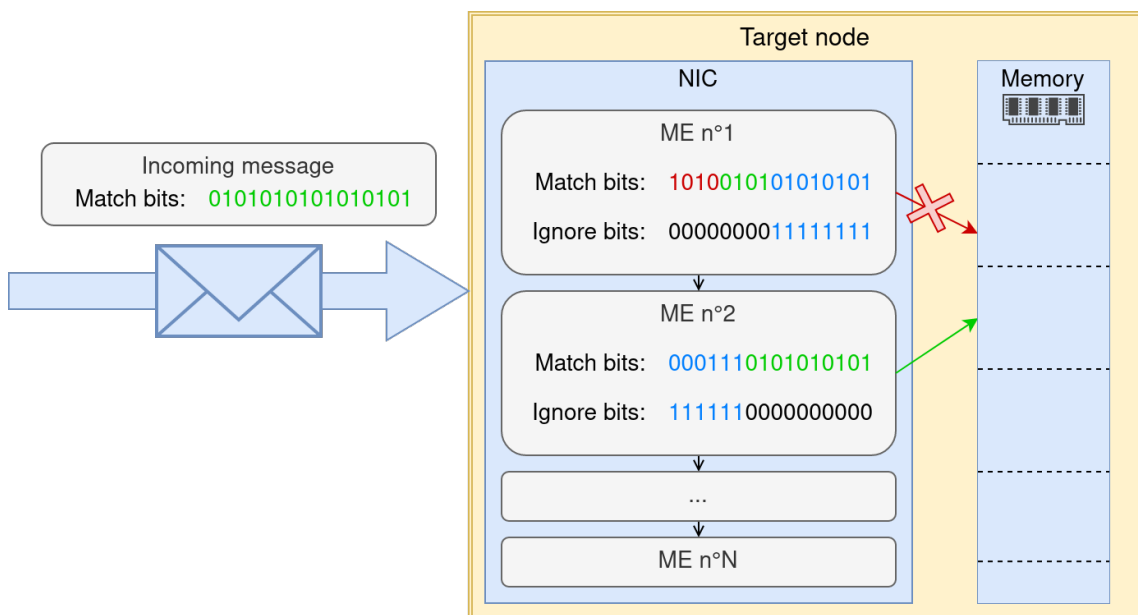 Target node
NIC
Memory
Incoming message
Match bits: 0101010101010101
ME n°1
Match bits: 1010010101010101
Ignore bits: 0000000011111111
ME n°2
Match bits: 0001110101010101
Ignore bits: 1111110000000000
...
ME n°N